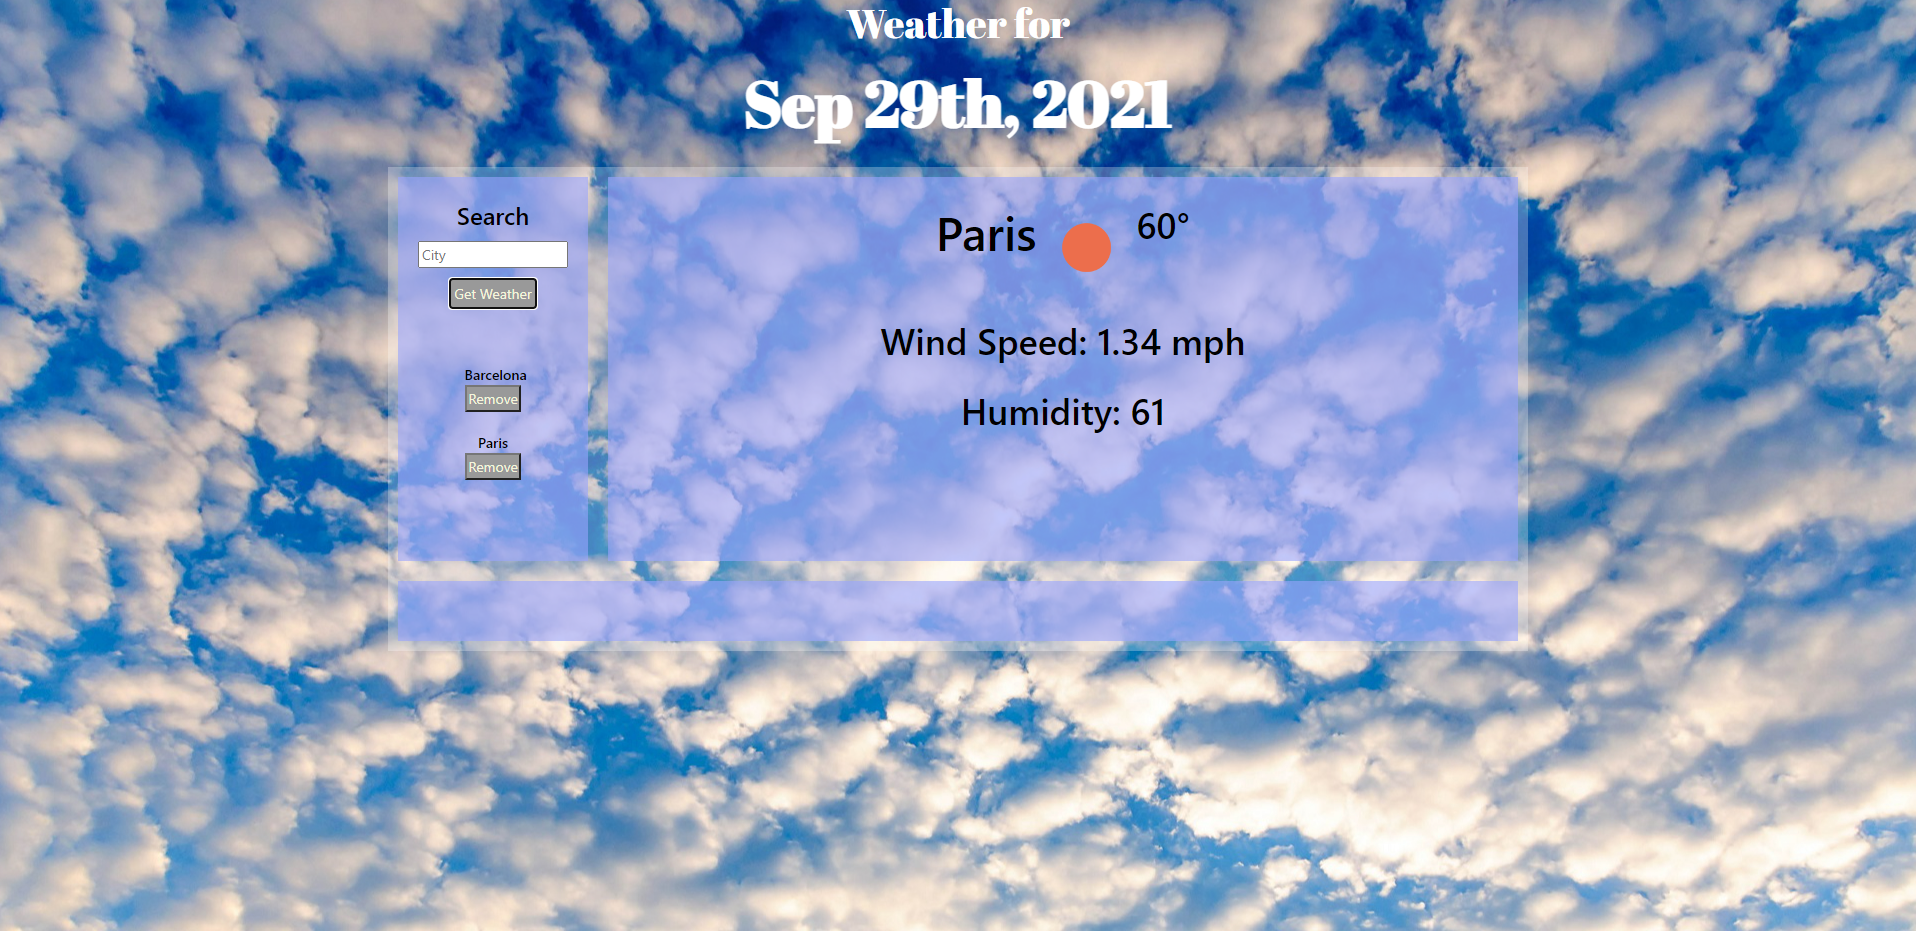 Weather for
Sep 29th, 2021
Search
City
Get Weather
Barcelona
Remove
Paris
Remove
Paris 60°
Wind Speed: 1.34 mph
Humidity: 61